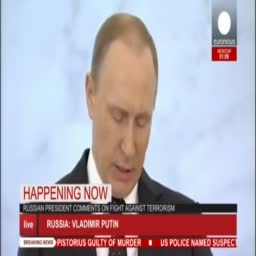 euronews
MOSCOW
01:59
HAPPENING NOW
RUSSIAN PRESIDENT COMMENTS ON FIGHT AGAINST TERRORISM
live
RUSSIA: VLADIMIR PUTIN
BREAKING NEWS PISTORIUS GUILTY OF MURDER ■ US POLICE NAMED SUSPECT